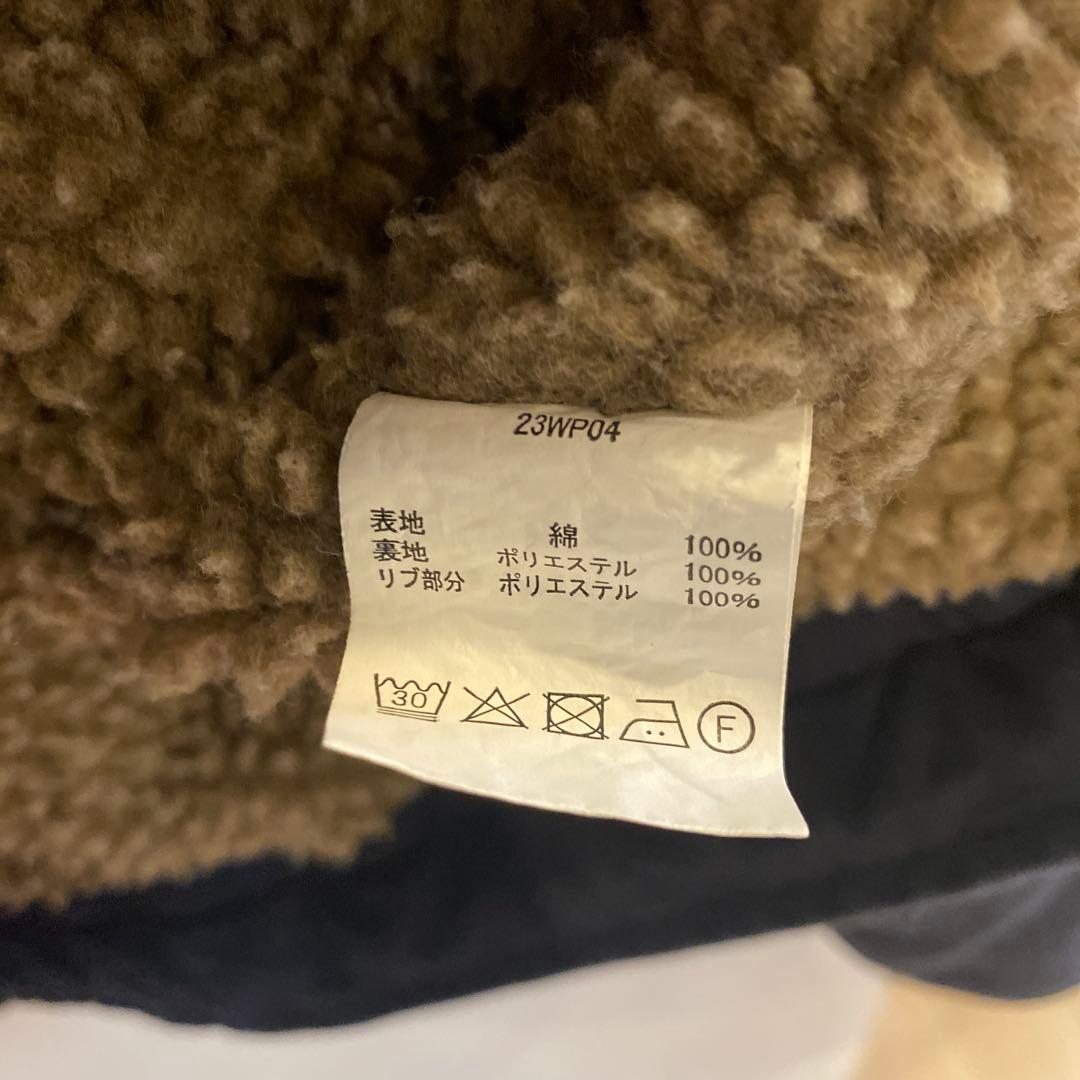 23WP04
表地 綿 100%
裏地 ポリエステル 100%
リブ部分 ポリエステル 100%
30 F